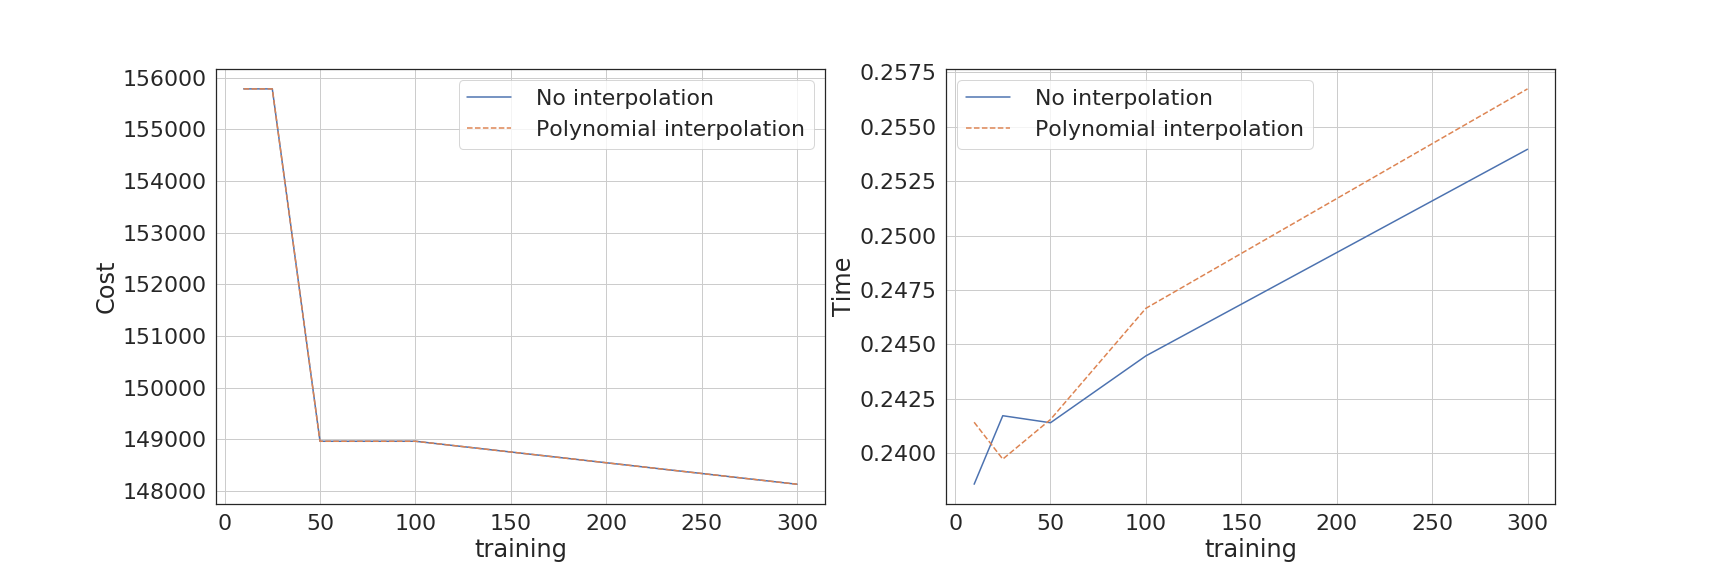 156000
155000
154000
153000
152000
151000
150000
149000
148000
Cost
0 50 100 150 200 250 300
training
No interpolation
Polynomial interpolation
0.2575
0.2550
0.2525
0.2500
0.2475
0.2450
0.2425
0.2400
Time
0 50 100 150 200 250 300
training
No interpolation
Polynomial interpolation